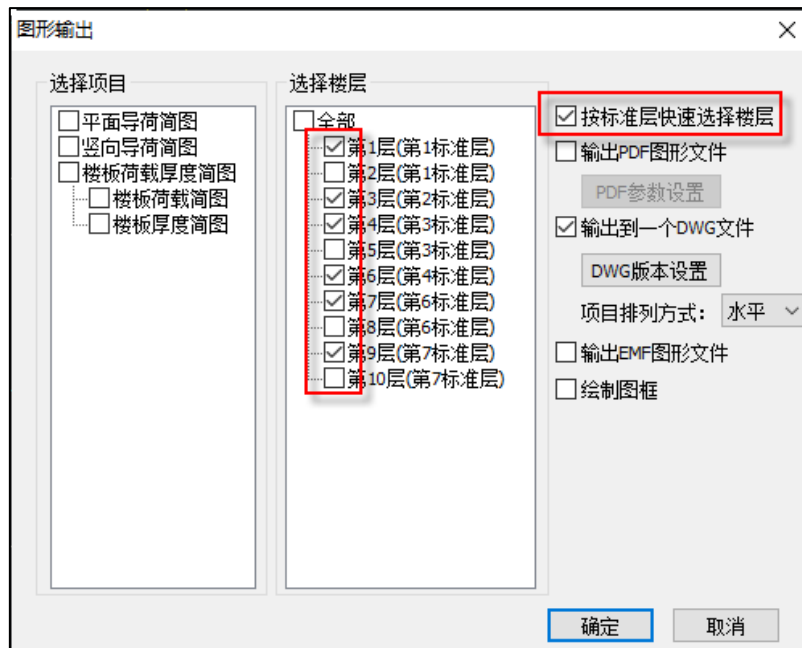 图形输出
选择项目
平面导荷简图
竖向导荷简图
楼板荷载厚度简图
楼板荷载简图
楼板厚度简图
选择楼层
全部
第1层(第1标准层)
第2层(第1标准层)
第3层(第2标准层)
第4层(第3标准层)
第5层(第3标准层)
第6层(第4标准层)
第7层(第6标准层)
第8层(第6标准层)
第9层(第7标准层)
第10层(第7标准层)
按标准层快速选择楼层
输出PDF图形文件
PDF参数设置
输出到一个DWG文件
DWG版本设置
项目排列方式： 水平
输出EMF图形文件
绘制图框
确定 取消